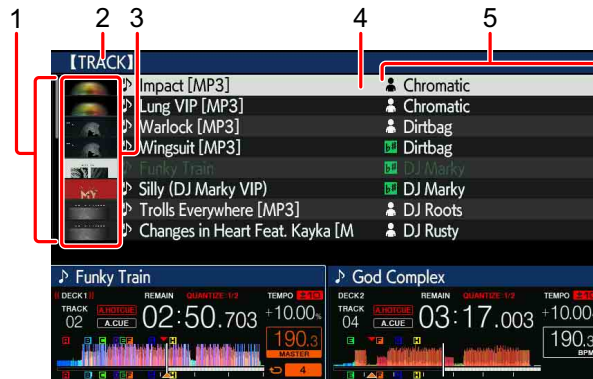 1 2 3 4 5
【TRACK】
♪ Impact [MP3] Chromatic
♪ Lung VIP [MP3] Chromatic
♪ Warlock [MP3] Dirtbag
♪ Wingsuit [MP3] Dirtbag
♪ Funky Train DJ Marky
♪ Silly (DJ Marky VIP) DJ Marky
♪ Trolls Everywhere [MP3] DJ Roots
♪ Changes in Heart Feat. Kayka [M DJ Rusty
♪ Funky Train ♪ God Complex
DECK1 REMAIN QUANTIZE 1/2 TEMPO ±10 DECK2 REMAIN QUANTIZE 1/2 TEMPO ±10
TRACK 02 A.HOTCUE A.CUE 02:50.703 +10.00% TRACK 04 A.HOTCUE A.CUE 03:17.003 +10.00
190.3 MASTER 190.3 BPM
4